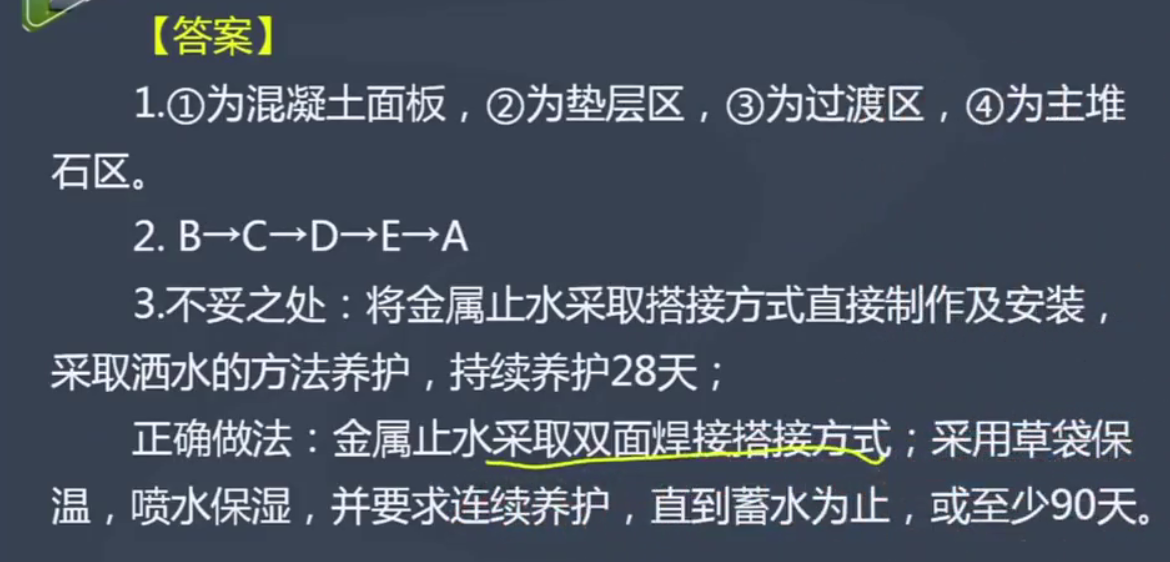 【答案】
1.①为混凝土面板，②为垫层区，③为过渡区，④为主堆
石区。
2. B→C→D→E→A
3.不妥之处：将金属止水采取搭接方式直接制作及安装，
采取洒水的方法养护，持续养护28天；
正确做法：金属止水采取双面焊接搭接方式；采用草袋保
温，喷水保湿，并要求连续养护，直到蓄水为止，或至少90天。